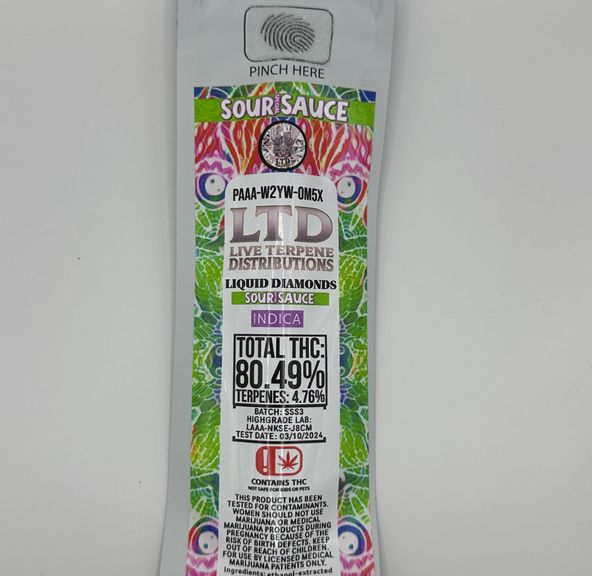 PINCH HERE
SOUR SPECIAL SAUCE
LTD
PAAA-W2YW-0M5X
LTD
LIVE TERPENE
DISTRIBUTIONS
LIQUID DIAMONDS
SOUR SAUCE
INDICA
TOTAL THC:
80.49%
TERPENES: 4.76%
BATCH: SSS3
HIGHGRADE LAB:
LAAA-NKSE-J8CM
TEST DATE: 03/10/2024
!
CONTAINS THC
NOT SAFE FOR KIDS OR PETS
THIS PRODUCT HAS BEEN
TESTED FOR CONTAMINANTS.
WOMEN SHOULD NOT USE
MARIJUANA OR MEDICAL
MARIJUANA PRODUCTS DURING
PREGNANCY BECAUSE OF THE
RISK OF BIRTH DEFECTS. KEEP
OUT OF REACH OF CHILDREN.
FOR USE BY LICENSED MEDICAL
MARIJUANA PATIENTS ONLY.
Ingredients: ethanol-extracted